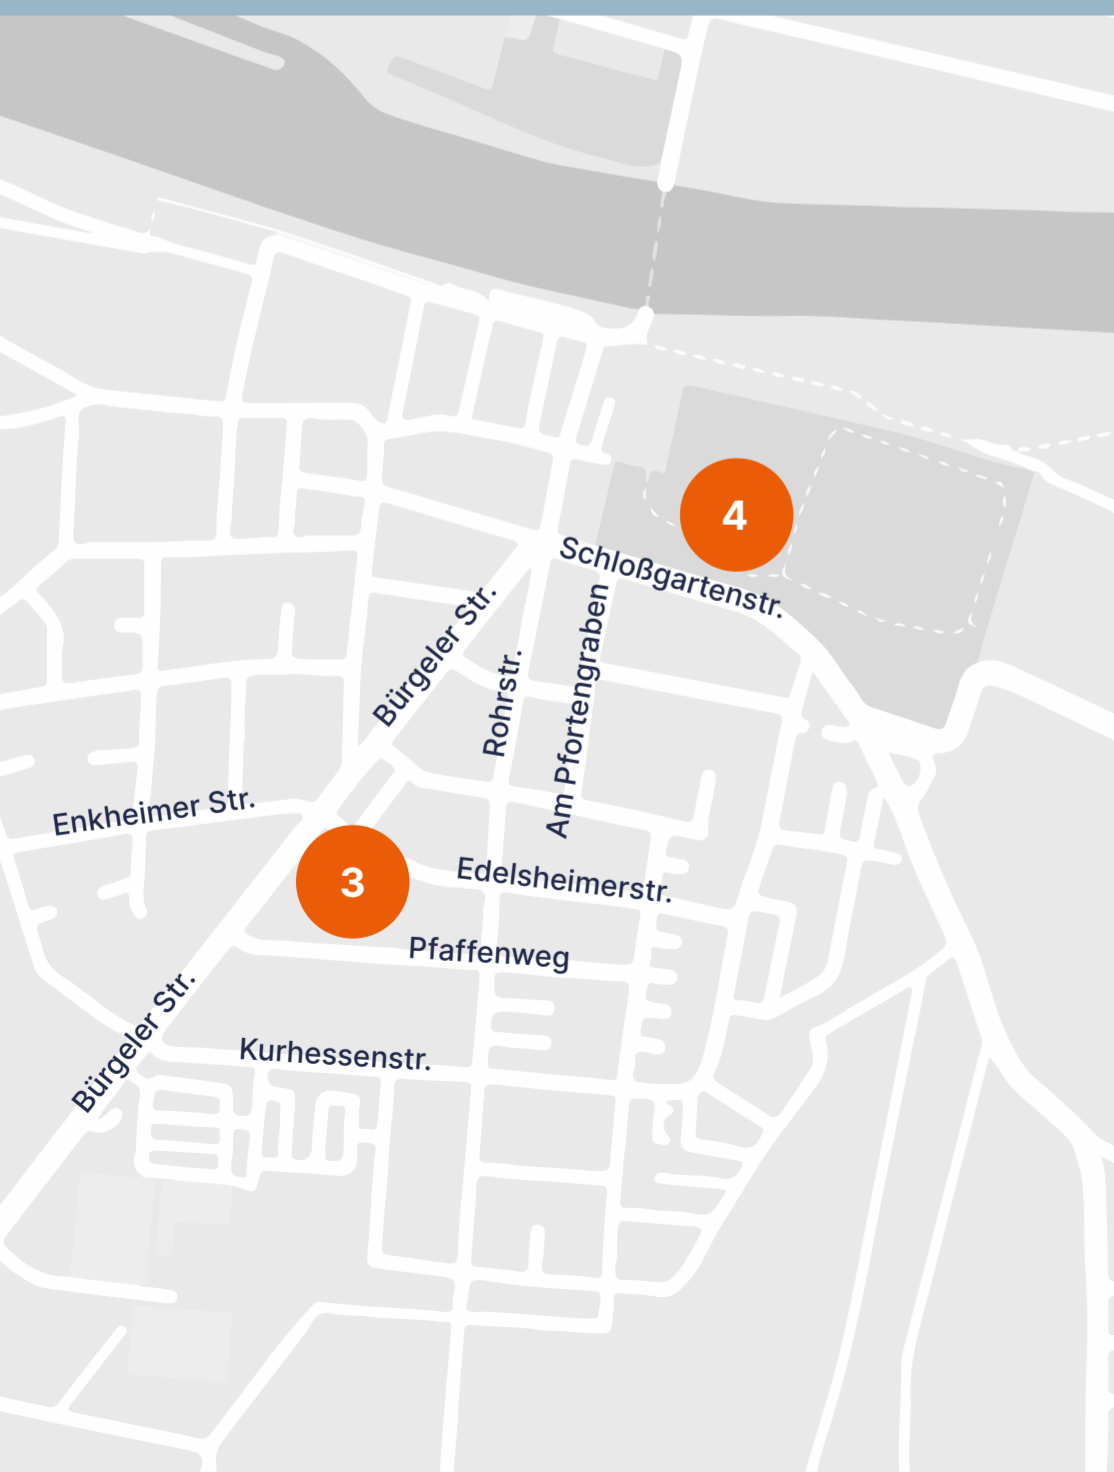 4
Schloßgartenstr.
Bürgeler Str.
Rohrstr.
Am Pfortengraben
Enkheimer Str.
3
Edelsheimerstr.
Pfaffenweg
Bürgeler Str.
Kurhessenstr.